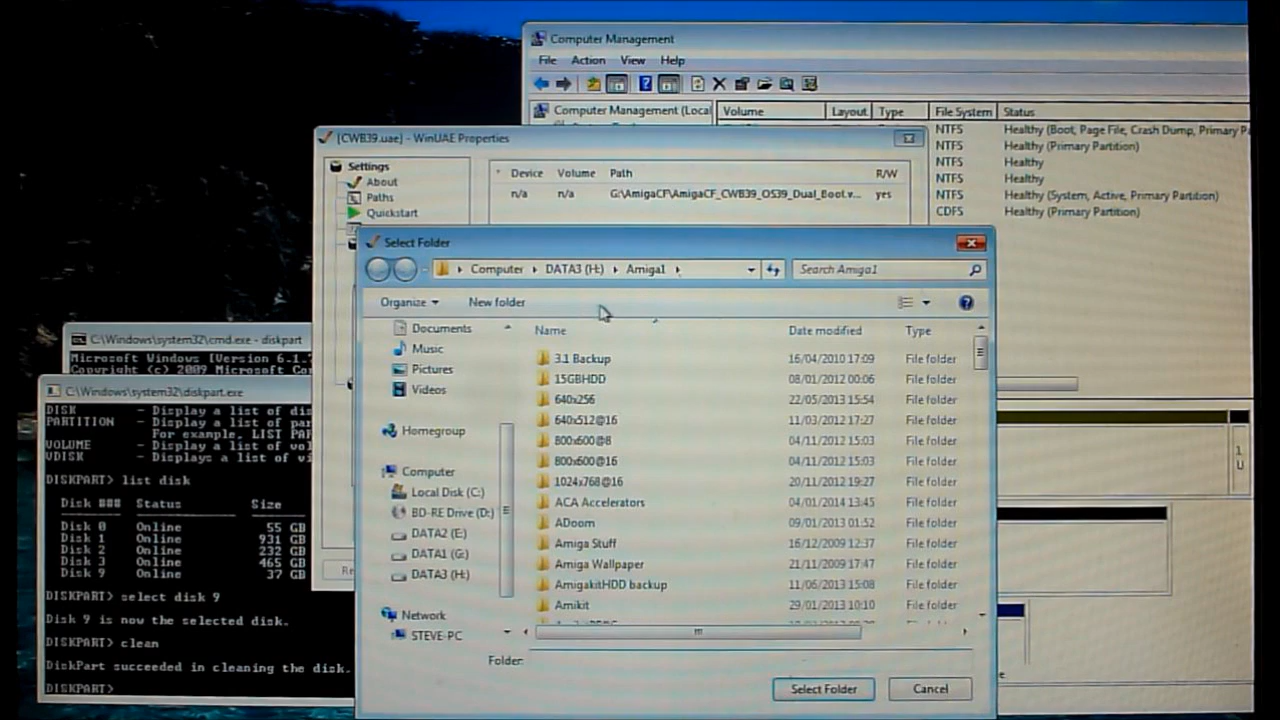 Computer Management
File Action View Help
Computer Management (Local
Volume Layout Type File System Status
NTFS Healthy (Boot, Page File, Crash Dump, Primary P
NTFS Healthy (Primary Partition)
NTFS Healthy
NTFS Healthy
NTFS Healthy (System, Active, Primary Partition)
CDFS Healthy (Primary Partition)
1
U
[CWB39.uae] - WinUAE Properties
Settings
About
Paths
Quickstart
Device Volume Path R/W
n/a n/a G:\AmigaCF\AmigaCF_CWB39_OS39_Dual_Boot.v... yes
Re
Select Folder
Computer DATA3 (H:) Amiga1
Search Amiga1
Organize New folder
Documents
Music
Pictures
Videos
Homegroup
Computer
Local Disk (C:)
BD-RE Drive (D:)
DATA2 (E:)
DATA1 (G:)
DATA3 (H:)
Network
STEVE-PC
Name Date modified Type
3.1 Backup 16/04/2010 17:09 File folder
15GBHDD 08/01/2012 00:06 File folder
640x256 22/05/2013 15:54 File folder
640x512@16 11/03/2012 17:27 File folder
800x600@8 04/11/2012 15:03 File folder
800x600@16 04/11/2012 15:03 File folder
1024x768@16 20/11/2012 19:27 File folder
ACA Accelerators 04/01/2014 13:45 File folder
ADoom 09/01/2013 01:52 File folder
Amiga Stuff 16/12/2009 12:37 File folder
Amiga Wallpaper 21/11/2009 17:47 File folder
AmigakitHDD backup 11/06/2013 15:08 File folder
Amikit 29/01/2013 10:10 File folder
Folder:
Select Folder Cancel
C:\Windows\system32\cmd.exe - diskpart
Microsoft Windows [Version 6.1.7
Copyright (c) 2009 Microsoft Cor
C:\Windows\system32\diskpart.exe
DISK - Display a list of dis
PARTITION - Display a list of par
For example, LIST PAR
VOLUME - Display a list of vol
VDISK - Displays a list of vi
DISKPART> list disk
Disk ### Status Size
Disk 0 Online 55 GB
Disk 1 Online 931 GB
Disk 2 Online 232 GB
Disk 3 Online 465 GB
Disk 9 Online 37 GB
DISKPART> select disk 9
Disk 9 is now the selected disk.
DISKPART> clean
DiskPart succeeded in cleaning the disk.
DISKPART>